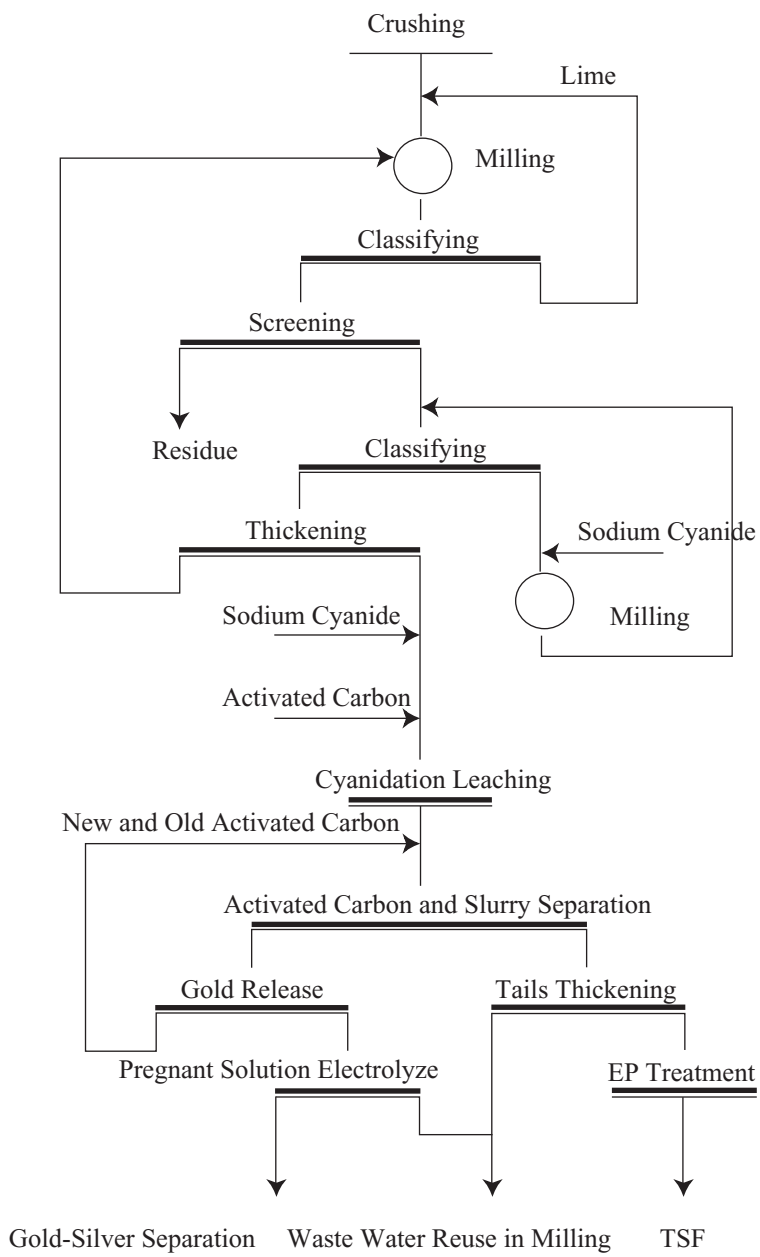 Crushing
Lime
Milling
Classifying
Screening
Residue
Classifying
Thickening
Sodium Cyanide
Sodium Cyanide
Milling
Activated Carbon
Cyanidation Leaching
New and Old Activated Carbon
Activated Carbon and Slurry Separation
Gold Release
Tails Thickening
Pregnant Solution Electrolyze
EP Treatment
Gold-Silver Separation
Waste Water Reuse in Milling
TSF